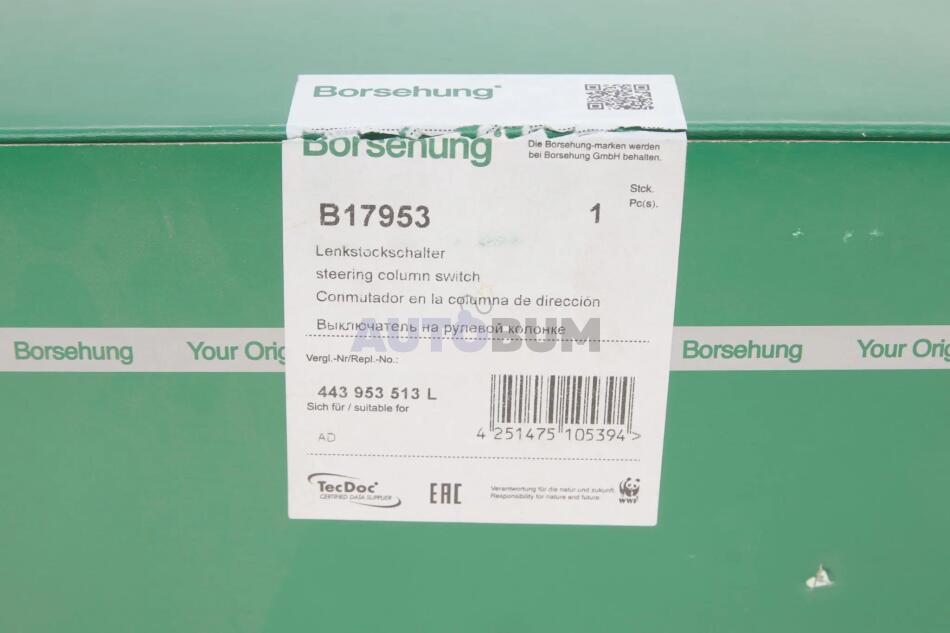 Borsehung®
Borsehung
Die Borsehung-marken werden
bei Borsehung GmbH behalten.
B17953
1
Stck.
Pc(s).
Lenkstockschalter
steering column switch
Conmutador en la columna de dirección
Выключатель на рулевой колонке
AUTOBUM
Borsehung
Your Orig
Borsehung
Your Orig
Vergl.-Nr/Repl.-No.:
443 953 513 L
Sich für / suitable for
AD
4 251475 105394 >
TecDoc®
CERTIFIED DATA SUPPLIER
EAC
Verantwortung für die natur und zukunft.
Responsibility for nature and future.
WWF